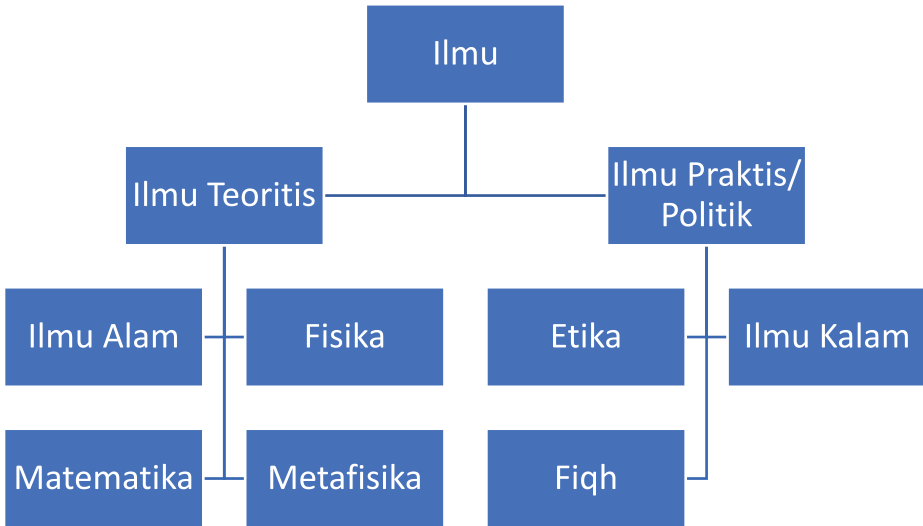 Ilmu
Ilmu Teoritis
Ilmu Praktis/
Politik
Ilmu Alam
Fisika
Etika
Ilmu Kalam
Matematika
Metafisika
Fiqh